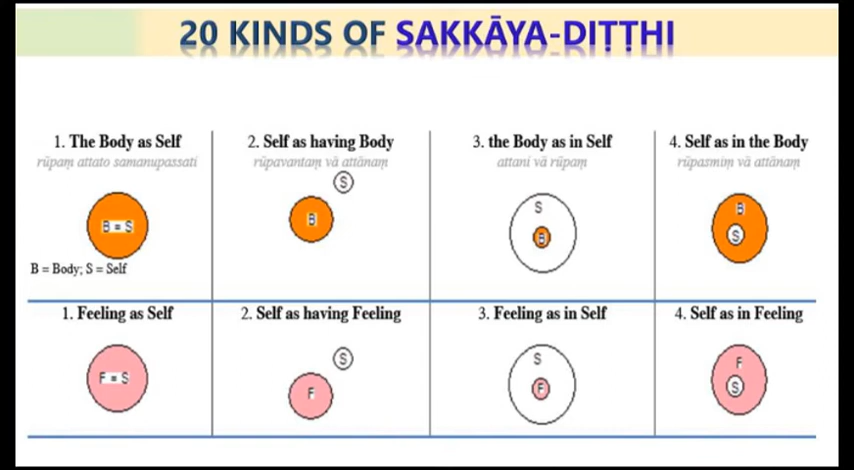 20 KINDS OF SAKKĀYA-DIṬṬHI
1. The Body as Self
rūpaṃ attato samanupassati
B = S
B = Body; S = Self
2. Self as having Body
rūpavantaṃ vā attānaṃ
S
B
3. the Body as in Self
attani vā rūpaṃ
S
B
4. Self as in the Body
rūpasmiṃ vā attānaṃ
B
S
1. Feeling as Self
F = S
2. Self as having Feeling
S
F
3. Feeling as in Self
S
F
4. Self as in Feeling
F
S